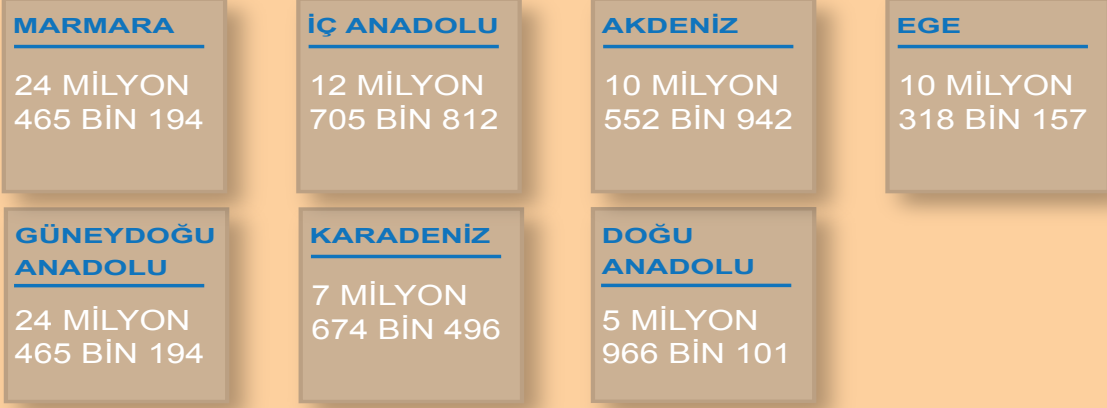 MARMARA
24 MİLYON
465 BİN 194
İÇ ANADOLU
12 MİLYON
705 BİN 812
AKDENİZ
10 MİLYON
552 BİN 942
EGE
10 MİLYON
318 BİN 157
GÜNEYDOĞU
ANADOLU
24 MİLYON
465 BİN 194
KARADENİZ
7 MİLYON
674 BİN 496
DOĞU
ANADOLU
5 MİLYON
966 BİN 101